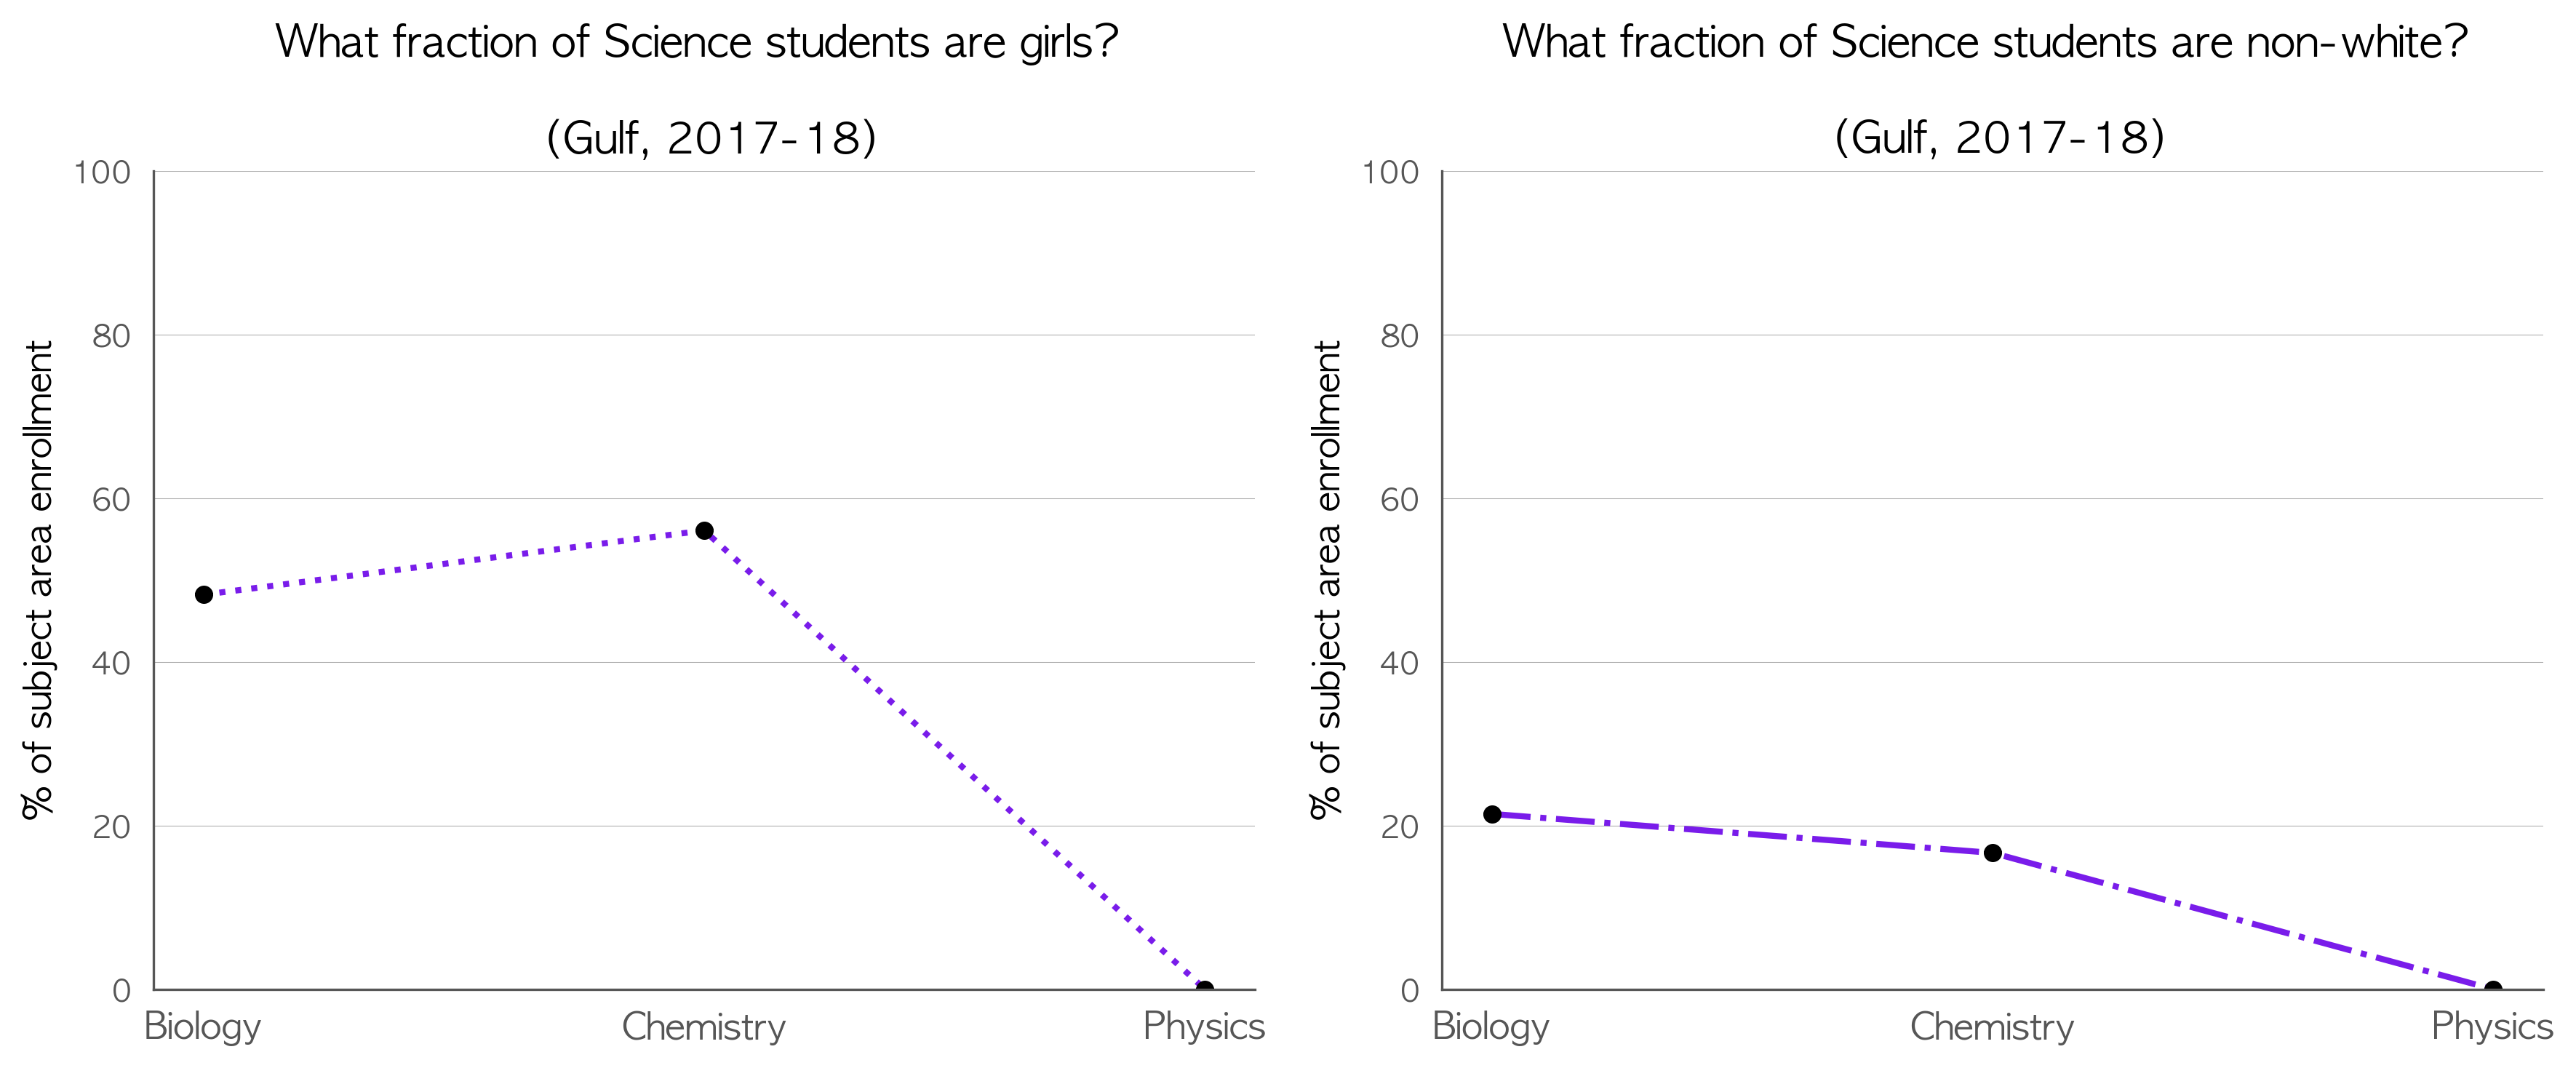 What fraction of Science students are girls?
(Gulf, 2017-18)
100
80
60
40
20
0
% of subject area enrollment
Biology
Chemistry
Physics
What fraction of Science students are non-white?
(Gulf, 2017-18)
100
80
60
40
20
0
% of subject area enrollment
Biology
Chemistry
Physics